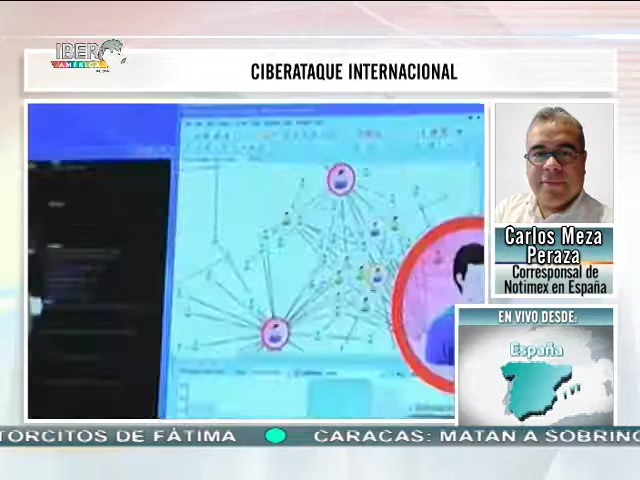 IBER
AMÉRICA
CIBERATAQUE INTERNACIONAL
Carlos Meza
Peraza
Corresponsal de
Notimex en España
EN VIVO DESDE:
España
TORCITOS DE FÁTIMA
CARACAS: MATAN A SOBRINO